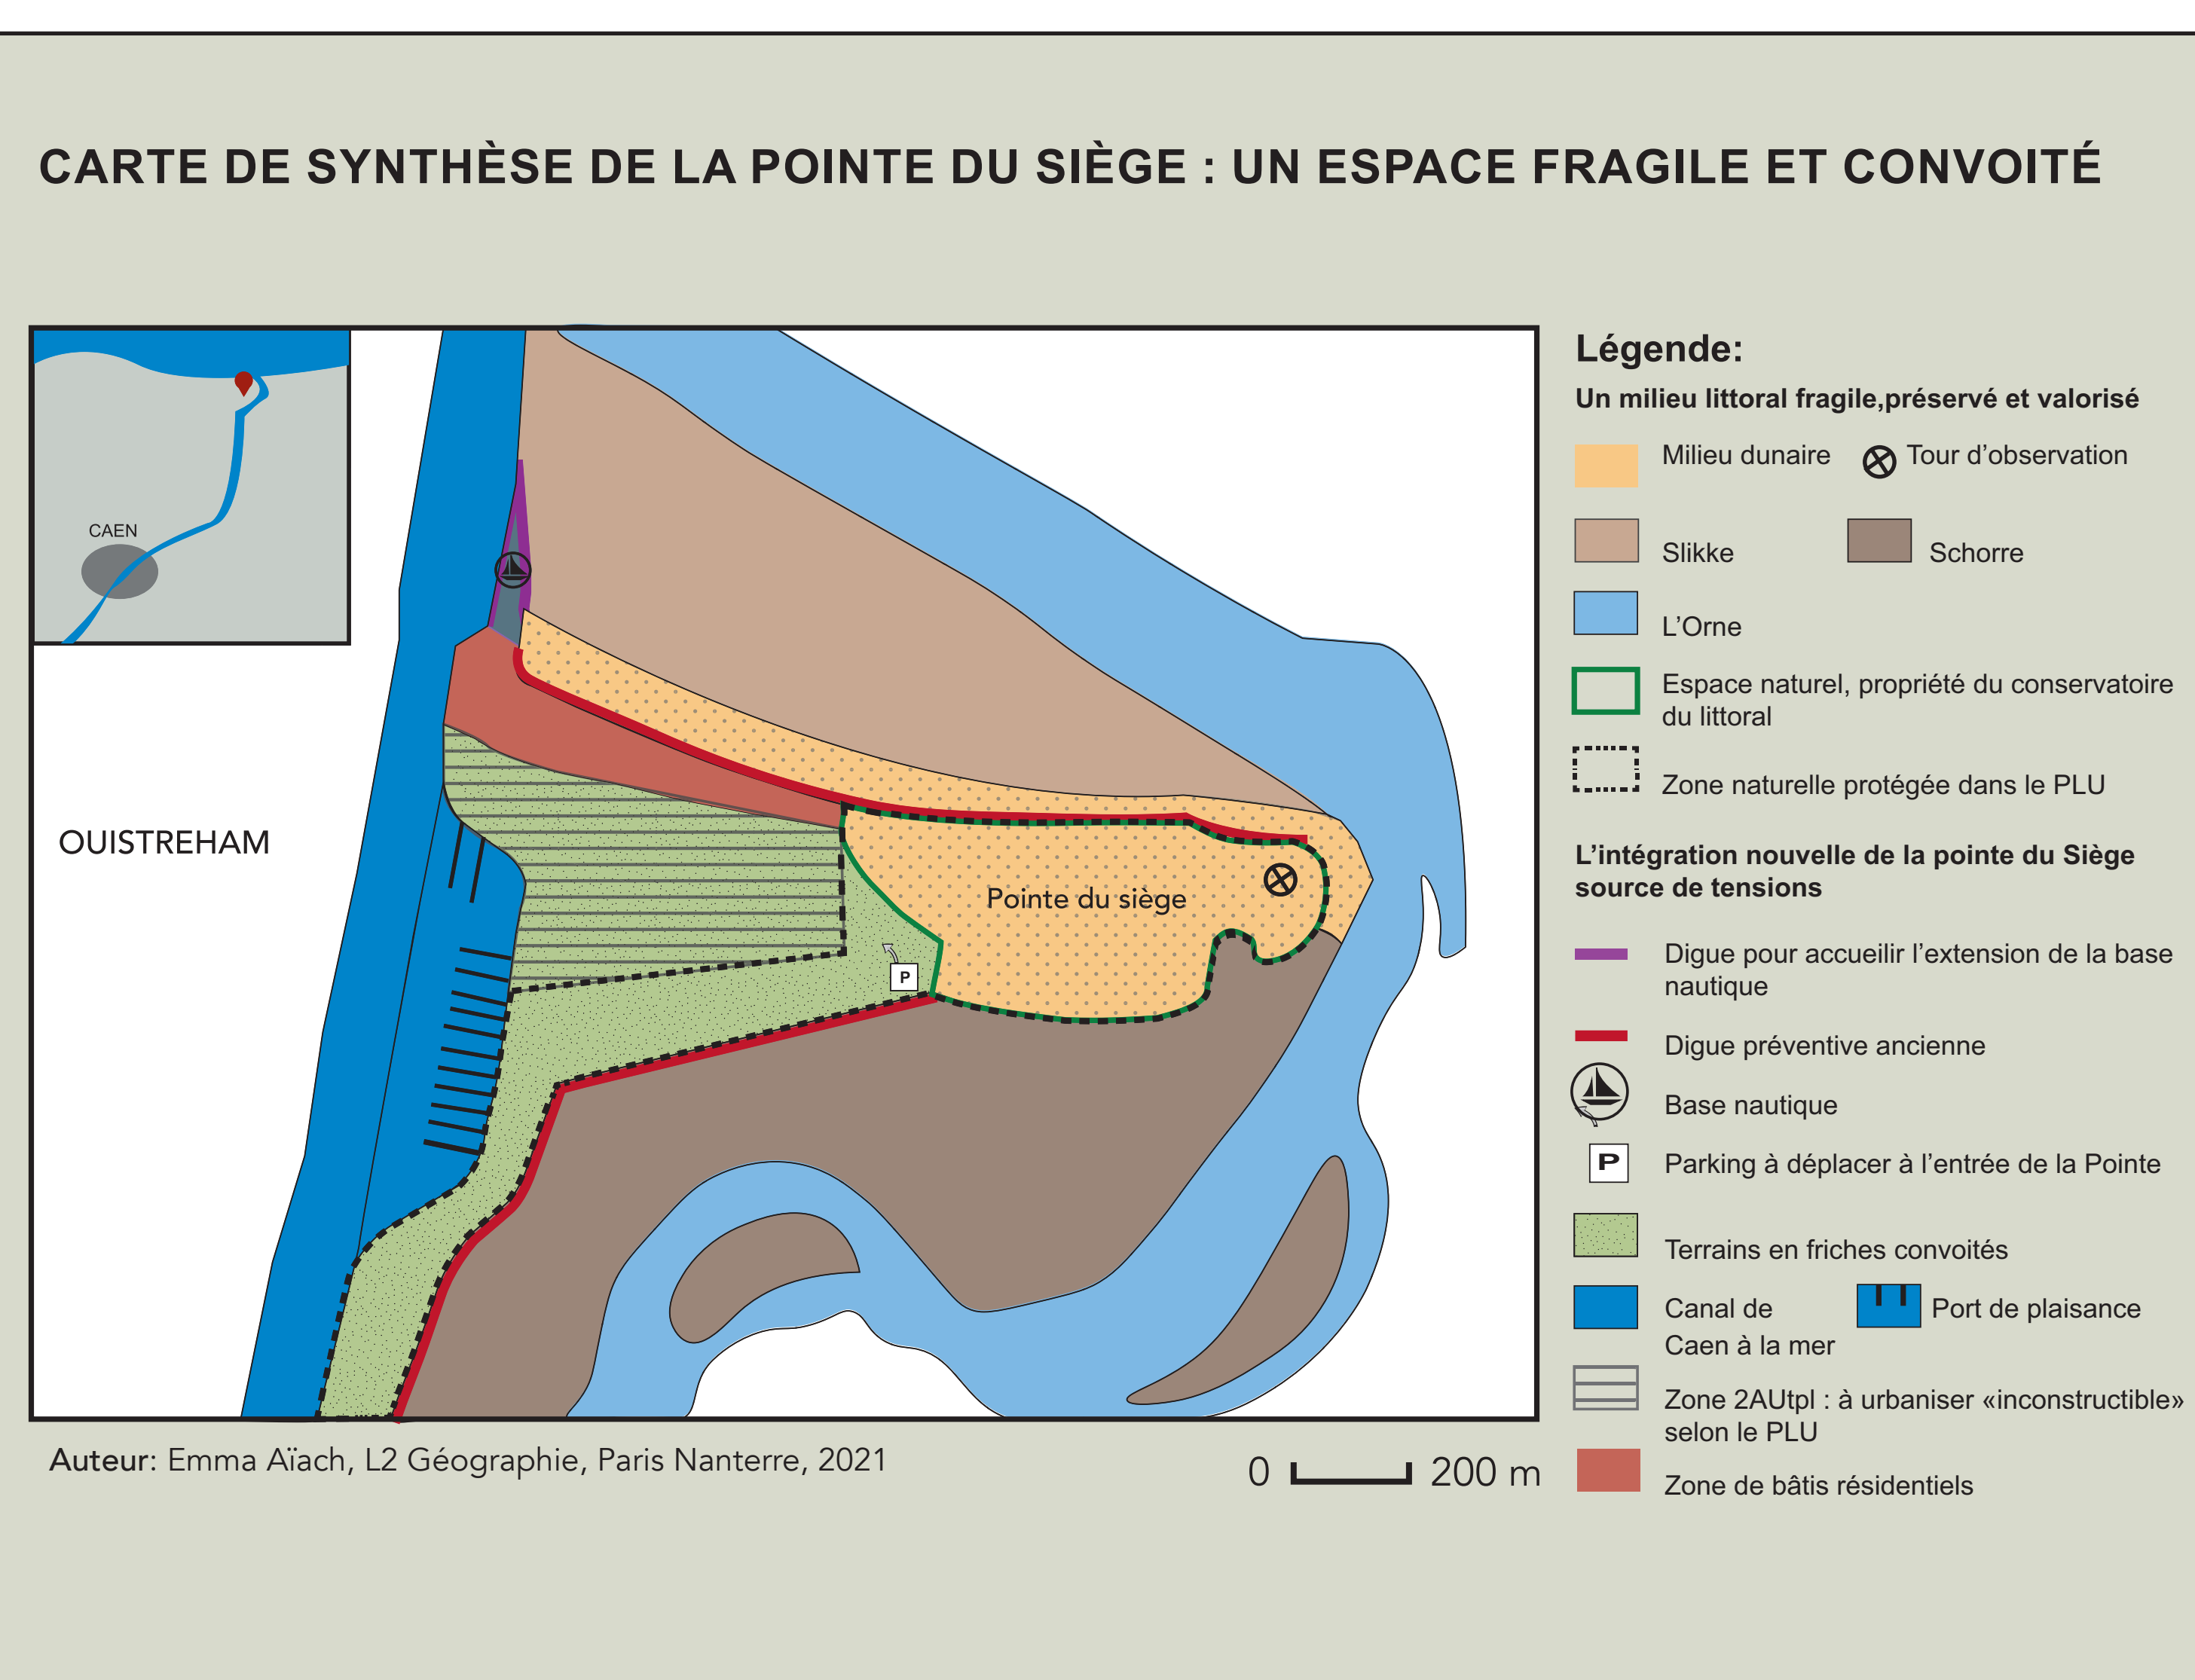 CARTE DE SYNTHÈSE DE LA POINTE DU SIÈGE : UN ESPACE FRAGILE ET CONVOITÉ
CAEN
OUISTREHAM
Pointe du siège
P
Légende:
Un milieu littoral fragile,préservé et valorisé
Milieu dunaire
Tour d'observation
Slikke
Schorre
L'Orne
Espace naturel, propriété du conservatoire
du littoral
Zone naturelle protégée dans le PLU
L'intégration nouvelle de la pointe du Siège
source de tensions
Digue pour accueilir l'extension de la base
nautique
Digue préventive ancienne
Base nautique
P
Parking à déplacer à l'entrée de la Pointe
Terrains en friches convoités
Canal de
Caen à la mer
Port de plaisance
Zone 2AUtpl : à urbaniser «inconstructible»
selon le PLU
Zone de bâtis résidentiels
Auteur: Emma Aïach, L2 Géographie, Paris Nanterre, 2021
0 200 m